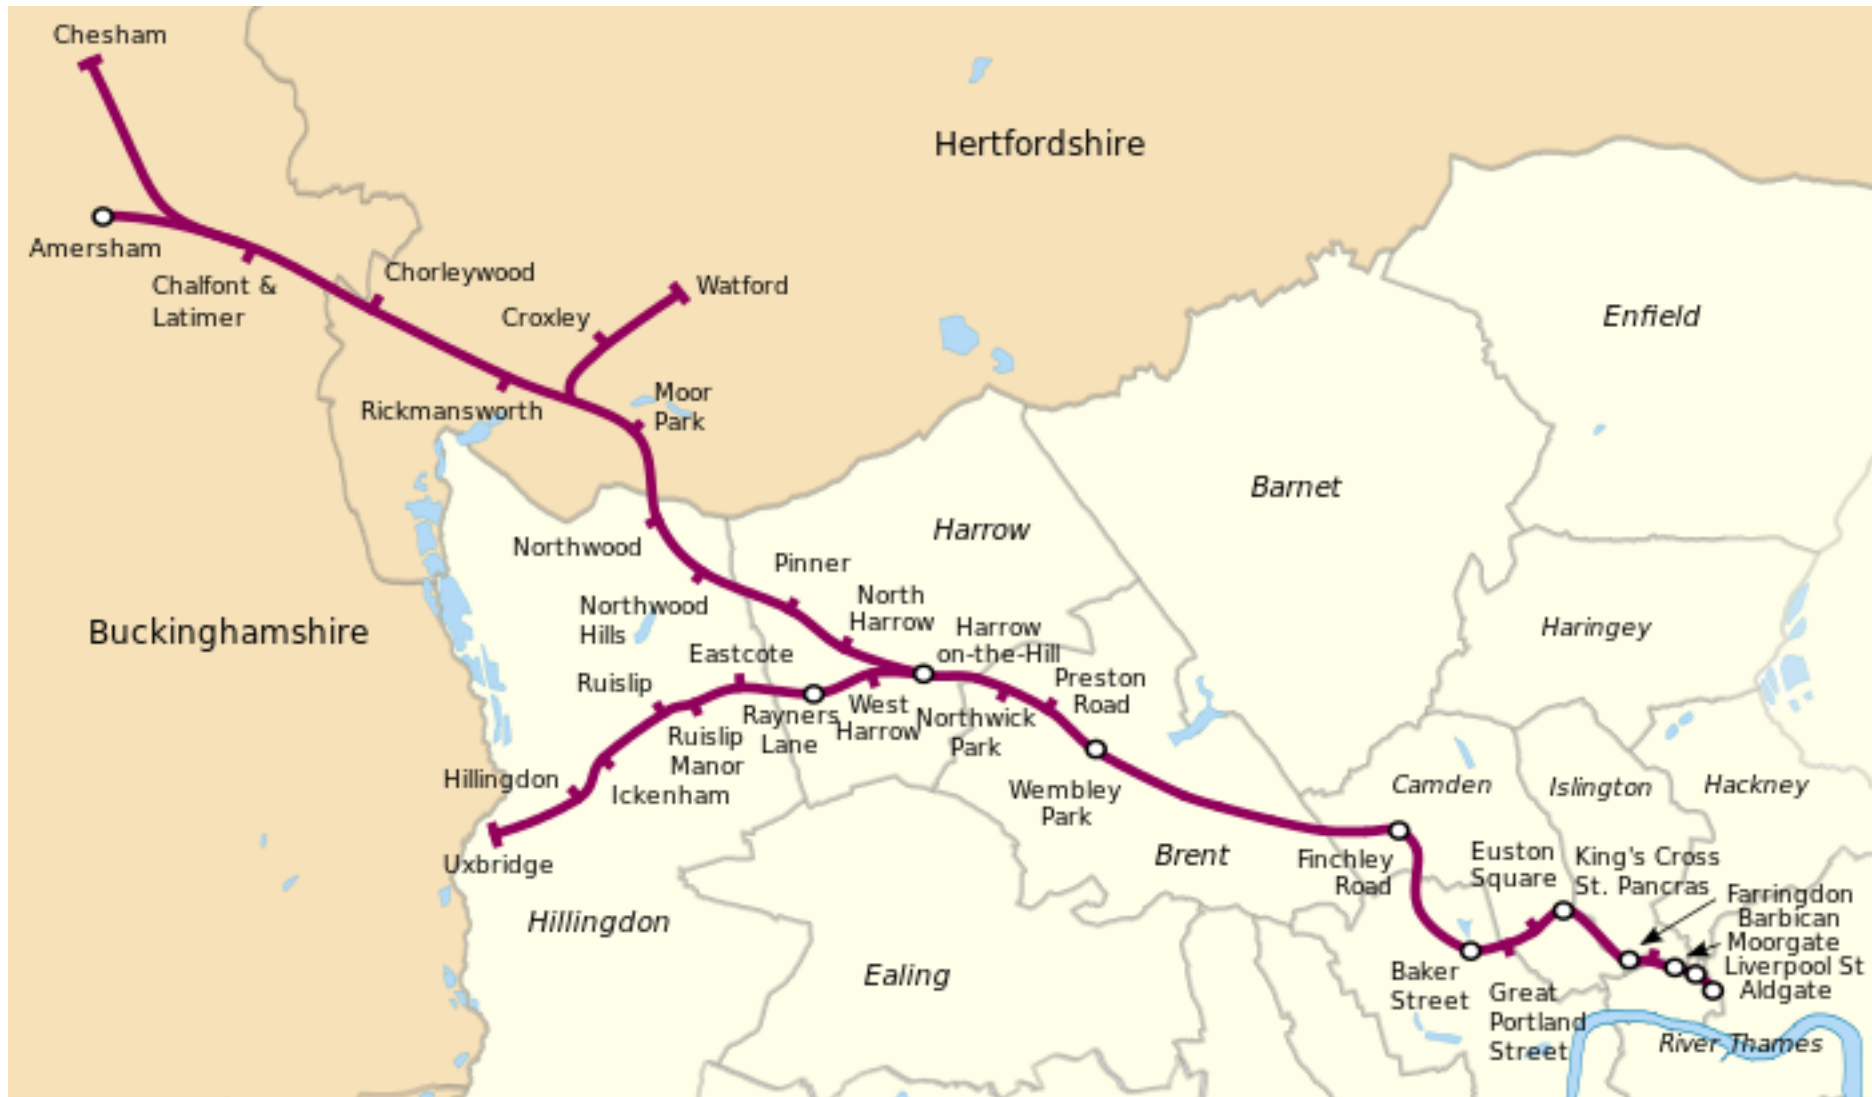 Chesham
Hertfordshire
Amersham
Chalfont &
Latimer
Chorleywood
Croxley
Watford
Enfield
Rickmansworth
Moor
Park
Barnet
Harrow
Northwood
Pinner
Northwood
Hills
North
Harrow
Harrow
on-the-Hill
Haringey
Buckinghamshire
Eastcote
Ruislip
Preston
Road
Rayners
Lane
West
Harrow
Northwick
Park
Ruislip
Manor
Hillingdon
Ickenham
Wembley
Park
Camden
Islington
Hackney
Uxbridge
Brent
Finchley
Road
Euston
Square
King's Cross
St. Pancras
Farringdon
Barbican
Moorgate
Liverpool St
Aldgate
Hillingdon
Ealing
Baker
Street
Great
Portland
Street
River Thames